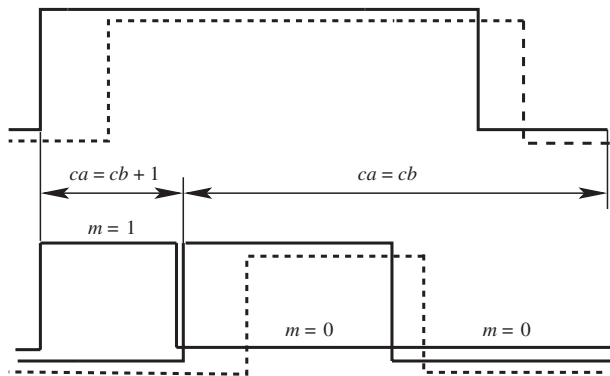 ca = cb + 1
ca = cb
m = 1
m = 0
m = 0